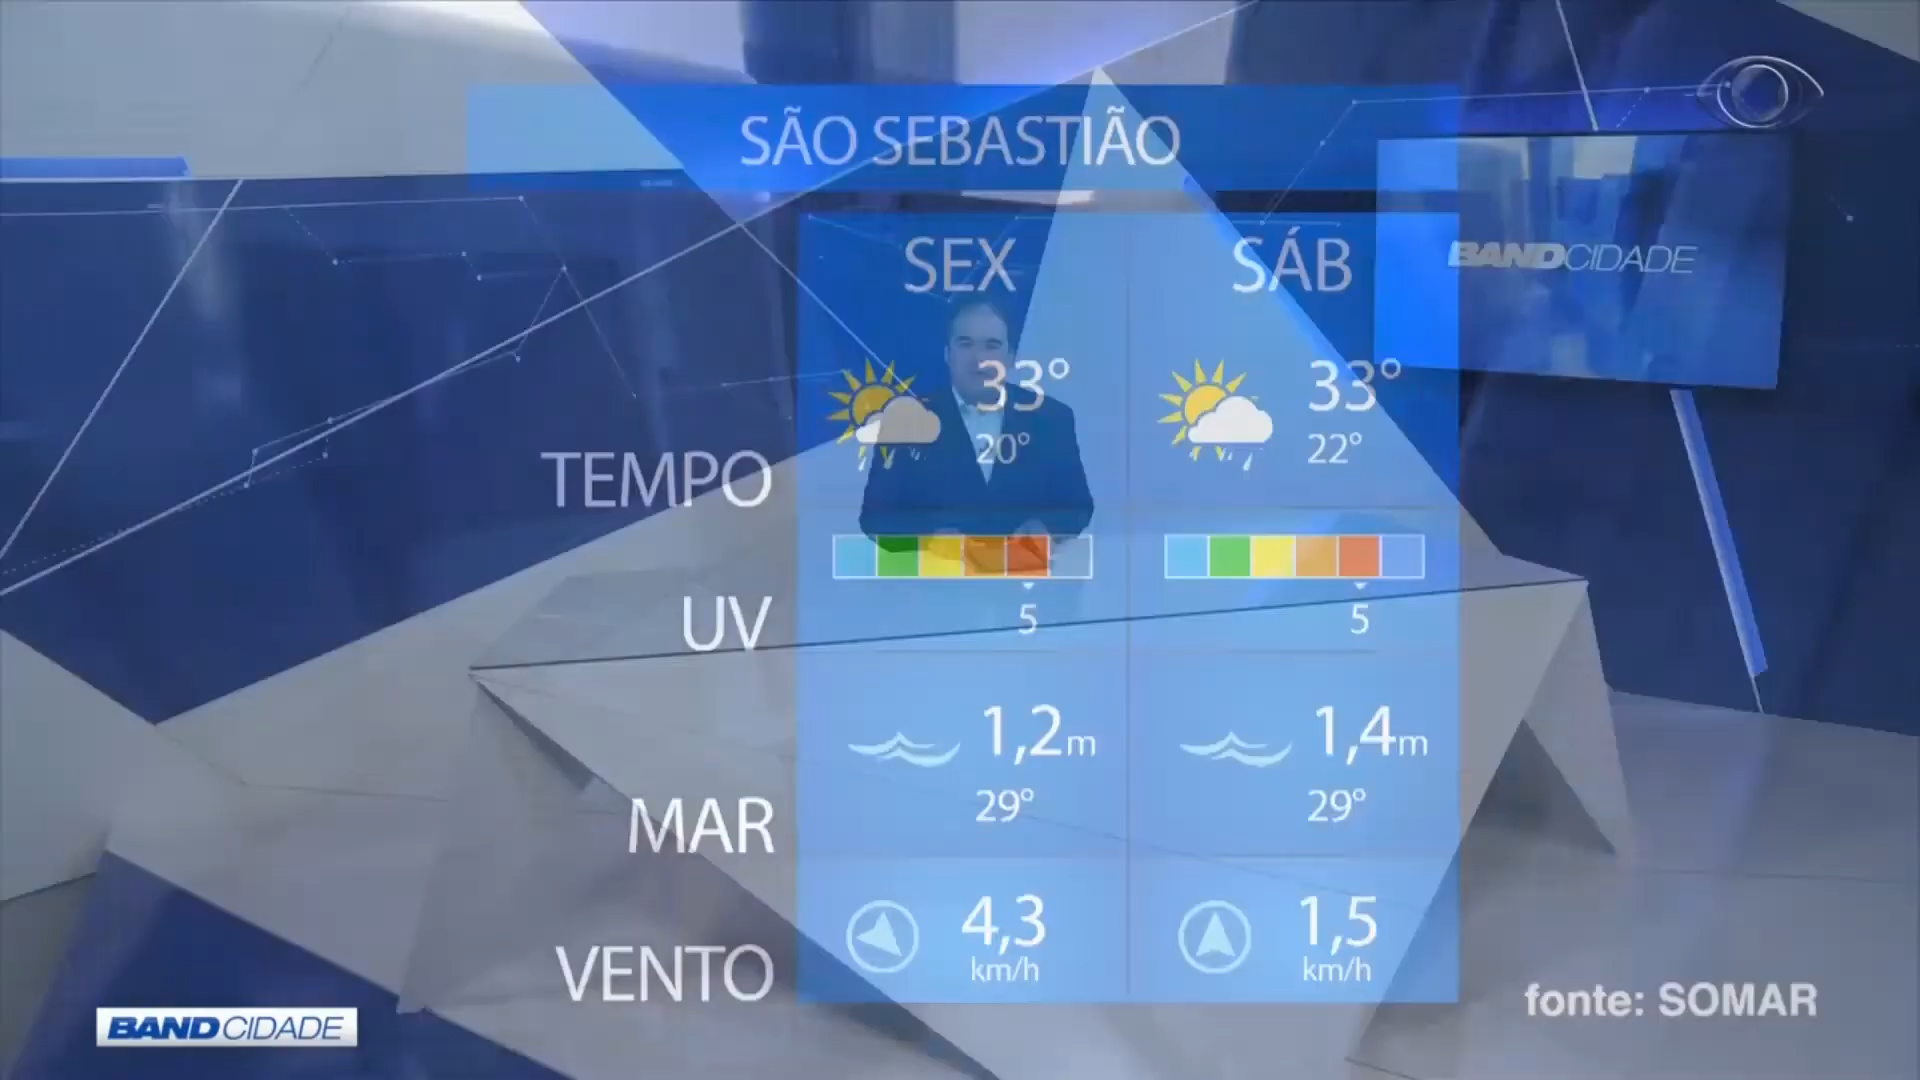 SÃO SEBASTIÃO
SEX SÁB
BANDCIDADE
33° 33°
20° 22°
TEMPO
UV
5 5
1,2m 1,4m
29° 29°
MAR
4,3 1,5
km/h km/h
VENTO
fonte: SOMAR
BANDCIDADE